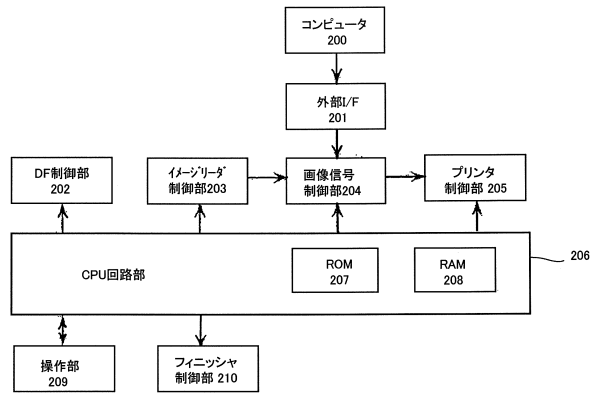 コンピュータ
200
外部I/F
201
DF制御部
202
イメージリーダ
制御部203
画像信号
制御部204
プリンタ
制御部 205
206
CPU回路部
ROM
207
RAM
208
操作部
209
フィニッシャ
制御部 210